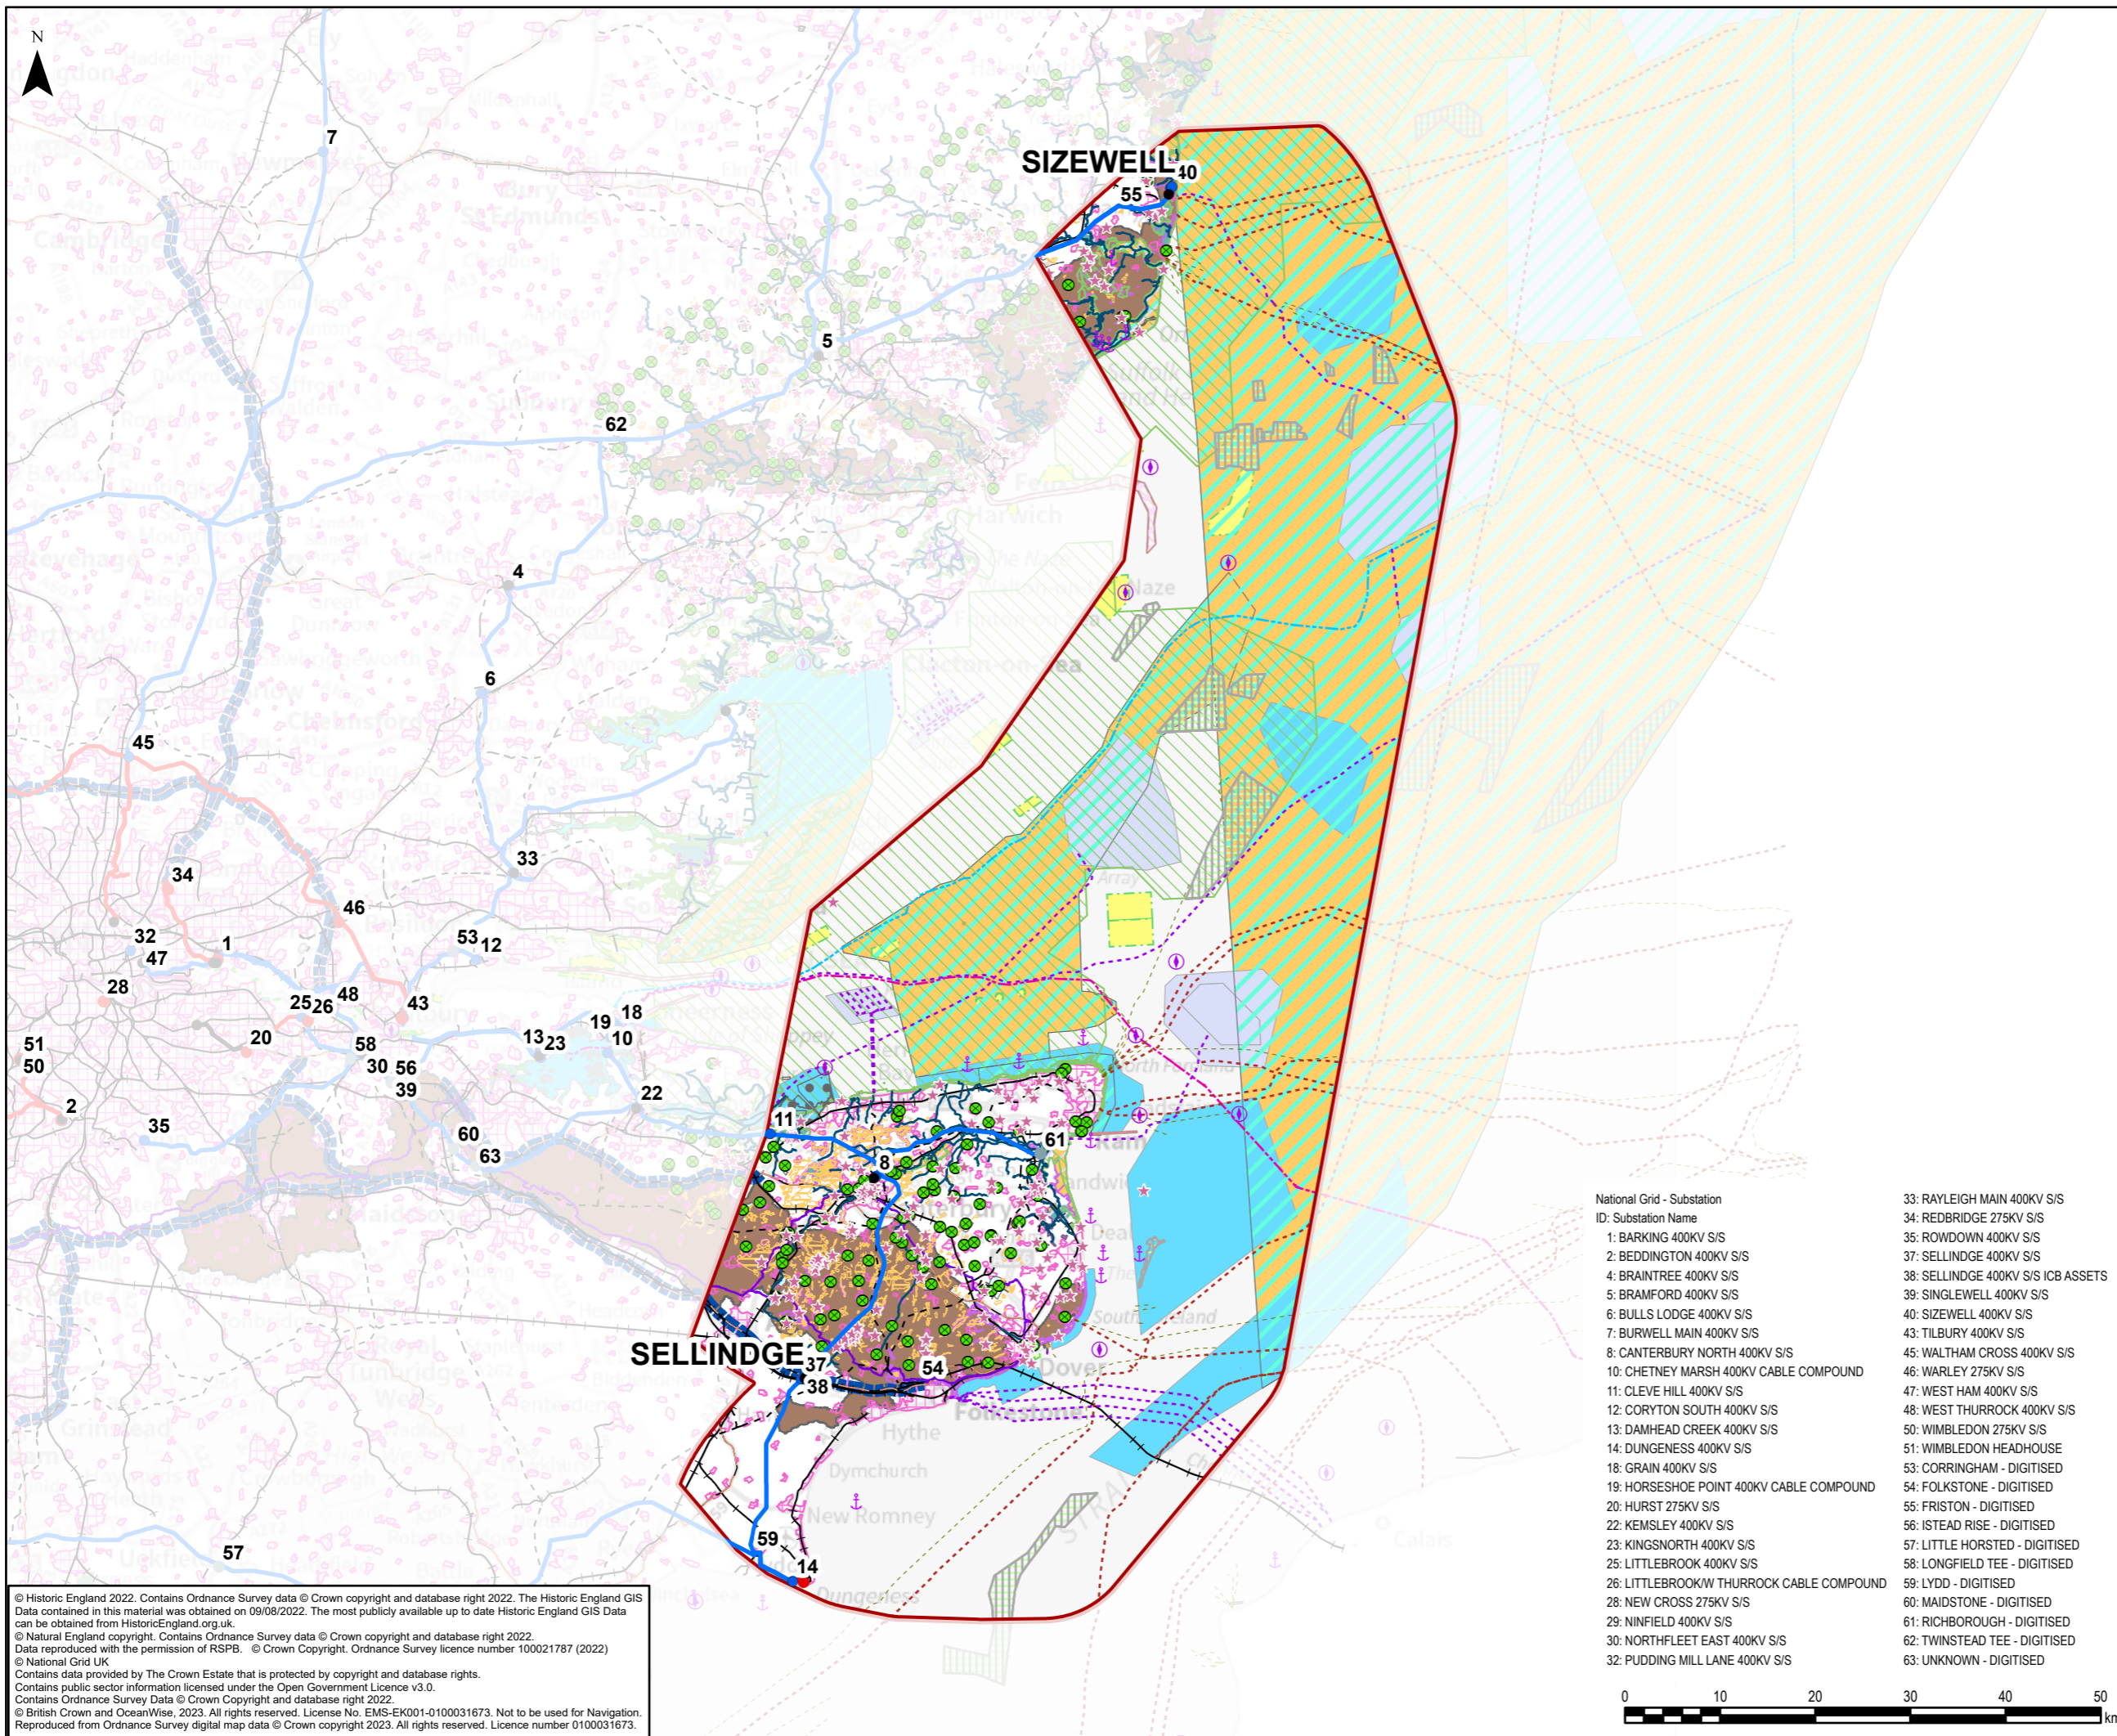 N
SIZEWELL
40
55
7
5
62
4
6
45
33
34
46
32
47
1
53
12
28
25
26
48
43
20
51
50
58
30
56
39
13
23
19
18
10
22
2
35
60
63
11
8
61
SELLINDGE
37
38
54
59
14
57
Cambridge
Bury
Edmunds
Sudbury
Harwich
Naze
Clacton-on-Sea
Chelmsford
Array
Deal
Dover
Folkestone
Hythe
Dymchurch
New Romney
Dungeness
Calais
Uckfield
National Grid - Substation
ID: Substation Name
1: BARKING 400KV S/S
2: BEDDINGTON 400KV S/S
4: BRAINTREE 400KV S/S
5: BRAMFORD 400KV S/S
6: BULLS LODGE 400KV S/S
7: BURWELL MAIN 400KV S/S
8: CANTERBURY NORTH 400KV S/S
10: CHETNEY MARSH 400KV CABLE COMPOUND
11: CLEVE HILL 400KV S/S
12: CORYTON SOUTH 400KV S/S
13: DAMHEAD CREEK 400KV S/S
14: DUNGENESS 400KV S/S
18: GRAIN 400KV S/S
19: HORSESHOE POINT 400KV CABLE COMPOUND
20: HURST 275KV S/S
22: KEMSLEY 400KV S/S
23: KINGSNORTH 400KV S/S
25: LITTLEBROOK 400KV S/S
26: LITTLEBROOK/W THURROCK CABLE COMPOUND
28: NEW CROSS 275KV S/S
29: NINFIELD 400KV S/S
30: NORTHFLEET EAST 400KV S/S
32: PUDDING MILL LANE 400KV S/S
33: RAYLEIGH MAIN 400KV S/S
34: REDBRIDGE 275KV S/S
35: ROWDOWN 400KV S/S
37: SELLINDGE 400KV S/S
38: SELLINDGE 400KV S/S ICB ASSETS
39: SINGLEWELL 400KV S/S
40: SIZEWELL 400KV S/S
43: TILBURY 400KV S/S
45: WALTHAM CROSS 400KV S/S
46: WARLEY 275KV S/S
47: WEST HAM 400KV S/S
48: WEST THURROCK 400KV S/S
50: WIMBLEDON 275KV S/S
51: WIMBLEDON HEADHOUSE
53: CORRINGHAM - DIGITISED
54: FOLKSTONE - DIGITISED
55: FRISTON - DIGITISED
56: ISTEAD RISE - DIGITISED
57: LITTLE HORSTED - DIGITISED
58: LONGFIELD TEE - DIGITISED
59: LYDD - DIGITISED
60: MAIDSTONE - DIGITISED
61: RICHBOROUGH - DIGITISED
62: TWINSTEAD TEE - DIGITISED
63: UNKNOWN - DIGITISED
0 10 20 30 40 50
km
© Historic England 2022. Contains Ordnance Survey data © Crown copyright and database right 2022. The Historic England GIS
Data contained in this material was obtained on 09/08/2022. The most publicly available up to date Historic England GIS Data
can be obtained from HistoricEngland.org.uk.
© Natural England copyright. Contains Ordnance Survey data © Crown copyright and database right 2022.
Data reproduced with the permission of RSPB. © Crown Copyright. Ordnance Survey licence number 100021787 (2022)
© National Grid UK
Contains data provided by The Crown Estate that is protected by copyright and database rights.
Contains public sector information licensed under the Open Government Licence v3.0.
Contains Ordnance Survey Data © Crown Copyright and database right 2022.
© British Crown and OceanWise, 2023. All rights reserved. License No. EMS-EK001-0100031673. Not to be used for Navigation.
Reproduced from Ordnance Survey digital map data © Crown copyright 2023. All rights reserved. Licence number 0100031673.